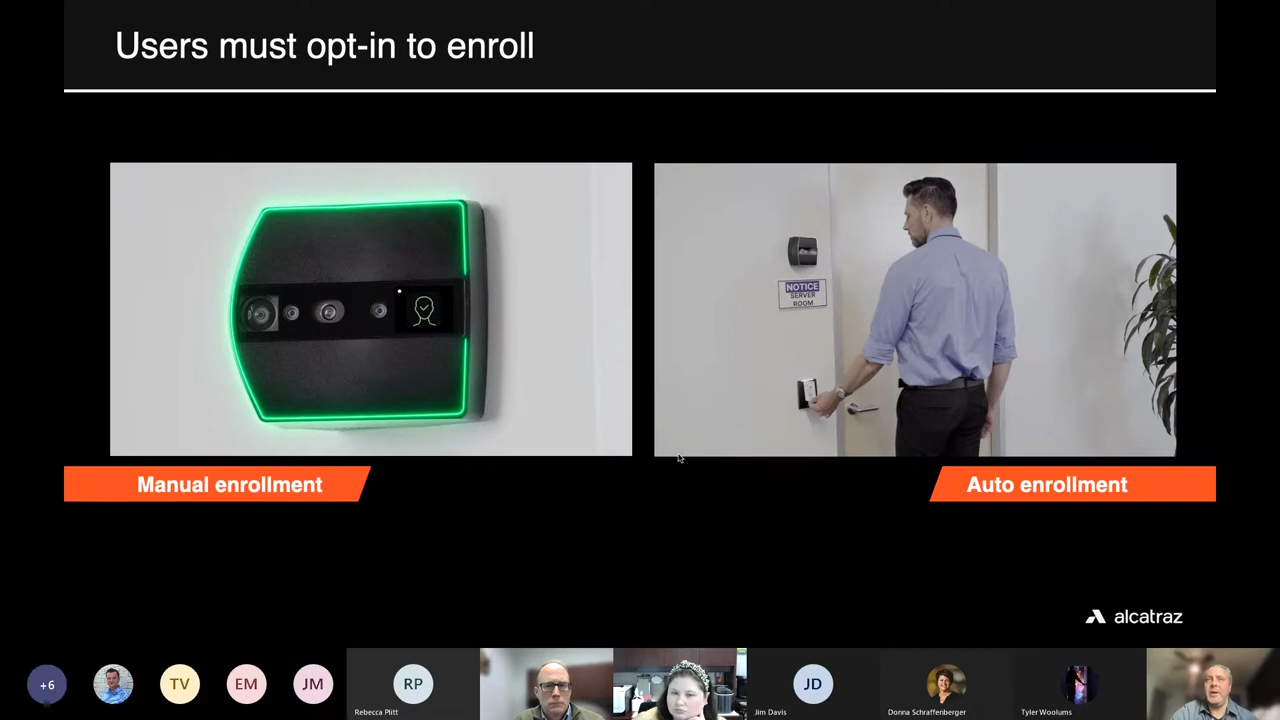 Users must opt-in to enroll
NOTICE
SERVER
ROOM
Manual enrollment
Auto enrollment
alcatraz
+6
TV
EM
JM
RP
Rebecca Plitt
JD
Jim Davis
Donna Schraffenberger
Tyler Woolums